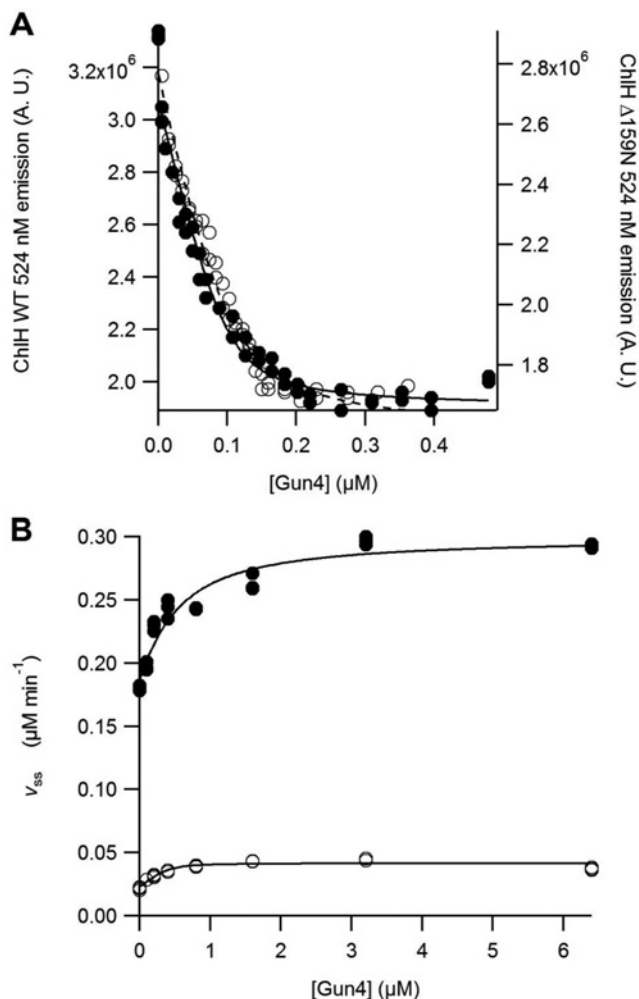 A
ChlH WT 524 nM emission (A. U.)
3.2x10⁶
3.0
2.8
2.6
2.4
2.2
2.0
2.8x10⁶
2.6
2.4
2.2
2.0
1.8
ChlH Δ159N 524 nM emission (A. U.)
0.0 0.1 0.2 0.3 0.4
[Gun4] (µM)
B
vss (µM min⁻¹)
0.30
0.25
0.20
0.15
0.10
0.05
0.00
0 1 2 3 4 5 6
[Gun4] (µM)